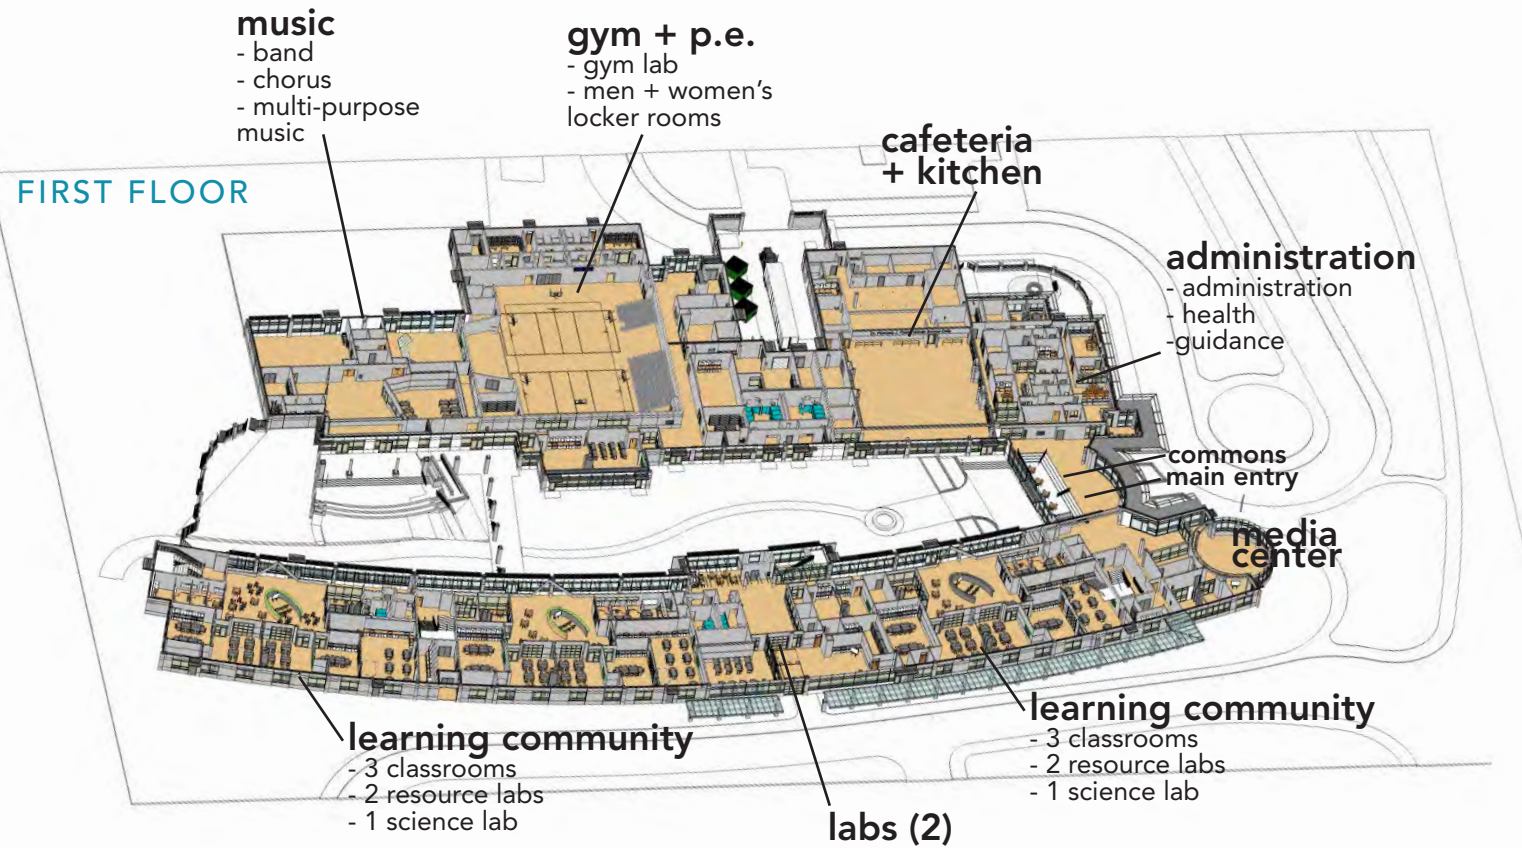 music
- band
- chorus
- multi-purpose
music
gym + p.e.
- gym lab
- men + women's
locker rooms
cafeteria
+ kitchen
FIRST FLOOR
administration
- administration
- health
-guidance
commons
main entry
media
center
learning community
- 3 classrooms
- 2 resource labs
- 1 science lab
labs (2)
learning community
- 3 classrooms
- 2 resource labs
- 1 science lab